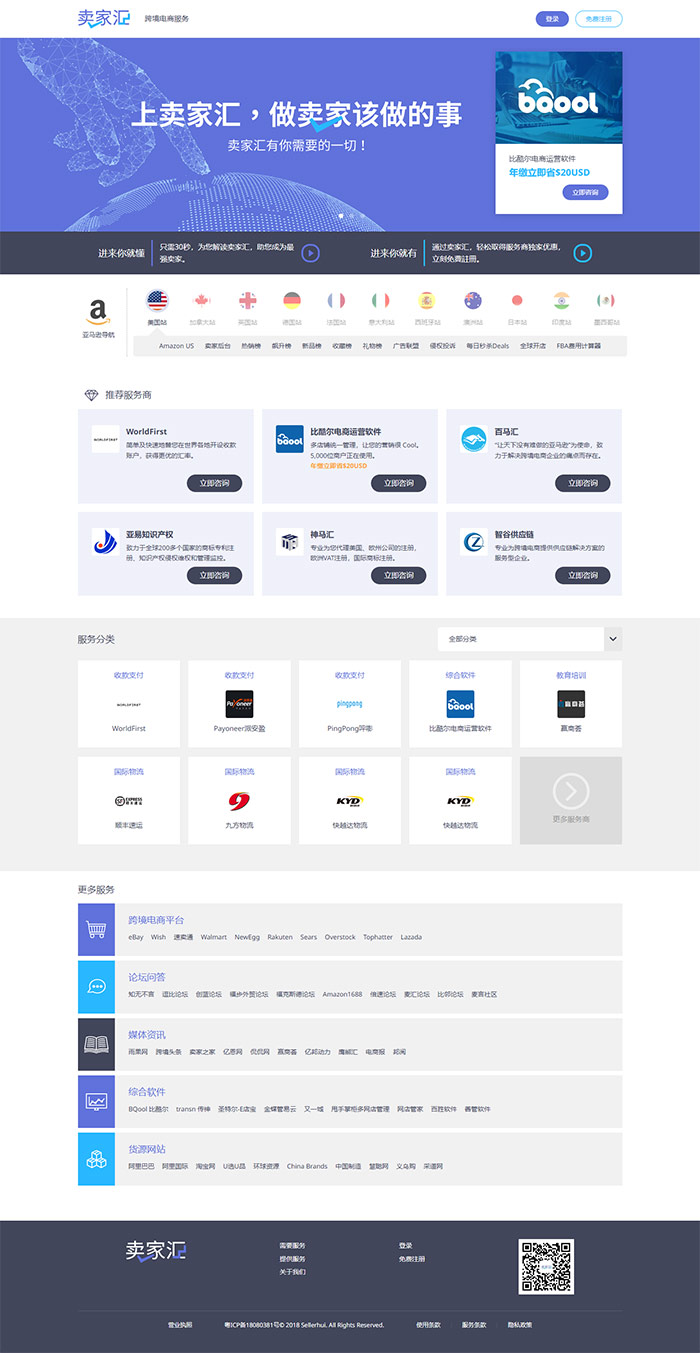 卖家汇 跨境电商服务 登录 免费注册
上卖家汇，做卖家该做的事
卖家汇有你需要的一切！
bqool
比酷尔电商运营软件
年缴立即省$20USD
立即咨询
进来你就懂 只需30秒，为您解读卖家汇，助您成为最
强卖家。
进来你就有 通过卖家汇，轻松取得服务商独家优惠，
立刻免费註冊。
亚马逊导航
美国站 加拿大站 英国站 德国站 法国站 意大利站 西班牙站 澳洲站 日本站 印度站 墨西哥站
Amazon US 卖家后台 热销榜 飙升榜 新品榜 收藏榜 礼物榜 广告联盟 侵权投诉 每日秒杀Deals 全球开店 FBA费用计算器
推荐服务商
WORLDFIRST
WorldFirst
简单及快速地替您在世界各地开设收款
账户，获得更优的汇率。
立即咨询
bqool
比酷尔电商运营软件
多店铺统一管理，让您的营销很 Cool。
5,000位商户正在使用。
年缴立即省$20USD
立即咨询
百马汇
“让天下没有难做的亚马逊”为使命，致
力于解决跨境电商企业的痛点而存在。
立即咨询
亚易知识产权
致力于全球200多个国家的商标专利注
册、知识产权侵权维权和管理监控。
立即咨询
神马汇
专业为您代理美国、欧州公司的注册，
欧洲VAT注册，国际商标注册。
立即咨询
智谷供应链
专业为跨境电商提供供应链解决方案的
服务型企业。
立即咨询
服务分类 全部分类
收款支付 收款支付 收款支付 综合软件 教育培训
WORLDFIRST Payoneer pingpong bqool 赢商荟
WorldFirst Payoneer派安盈 PingPong呯嘭 比酷尔电商运营软件 赢商荟
国际物流 国际物流 国际物流 国际物流
SF EXPRESS 顺丰速运 KYD KYD
顺丰速运 九方物流 快越达物流 快越达物流 更多服务商
更多服务
跨境电商平台
eBay Wish 速卖通 Walmart NewEgg Rakuten Sears Overstock Tophatter Lazada
论坛问答
知无不言 逗比论坛 创蓝论坛 福步外贸论坛 福克斯德论坛 Amazon1688 倍速论坛 麦汇论坛 比邻论坛 麦客社区
媒体资讯
雨果网 跨境头条 卖家之家 亿恩网 侃侃网 赢商荟 亿邦动力 鹰熊汇 电商报 邦阅
综合软件
BQool 比酷尔 transn 传神 圣特尔-E店宝 金蝶管易云 又一城 甩手掌柜多网店管理 网店管家 百胜软件 赛管软件
货源网站
阿里巴巴 阿里国际 淘宝网 U选U品 环球资源 China Brands 中国制造 慧聪网 义乌购 采道网
卖家汇 需要服务 登录
提供服务 免费注册
关于我们
营业执照 粤ICP备18080381号© 2018 Sellerhui. All Rights Reserved. 使用条款 服务条款 隐私政策